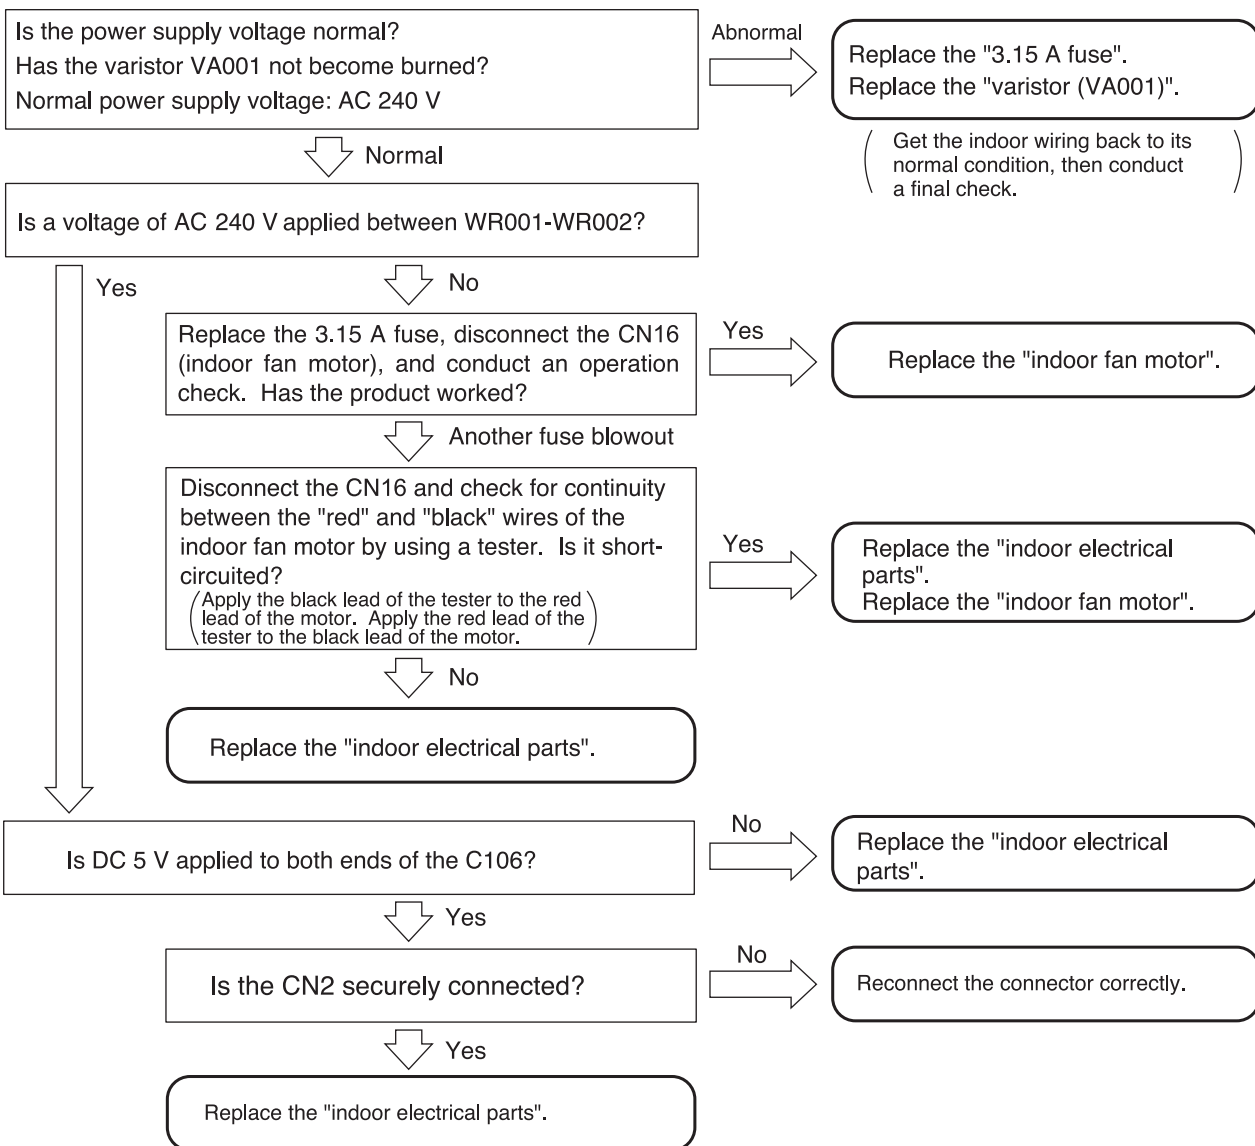 Is the power supply voltage normal?
Has the varistor VA001 not become burned?
Normal power supply voltage: AC 240 V
Abnormal
Replace the "3.15 A fuse".
Replace the "varistor (VA001)".
Get the indoor wiring back to its
normal condition, then conduct
a final check.
Normal
Is a voltage of AC 240 V applied between WR001-WR002?
Yes
No
Replace the 3.15 A fuse, disconnect the CN16
(indoor fan motor), and conduct an operation
check. Has the product worked?
Yes
Replace the "indoor fan motor".
Another fuse blowout
Disconnect the CN16 and check for continuity
between the "red" and "black" wires of the
indoor fan motor by using a tester. Is it short-
circuited?
(Apply the black lead of the tester to the red
lead of the motor. Apply the red lead of the
tester to the black lead of the motor.)
Yes
Replace the "indoor electrical
parts".
Replace the "indoor fan motor".
No
Replace the "indoor electrical parts".
Is DC 5 V applied to both ends of the C106?
No
Replace the "indoor electrical
parts".
Yes
Is the CN2 securely connected?
No
Reconnect the connector correctly.
Yes
Replace the "indoor electrical parts".